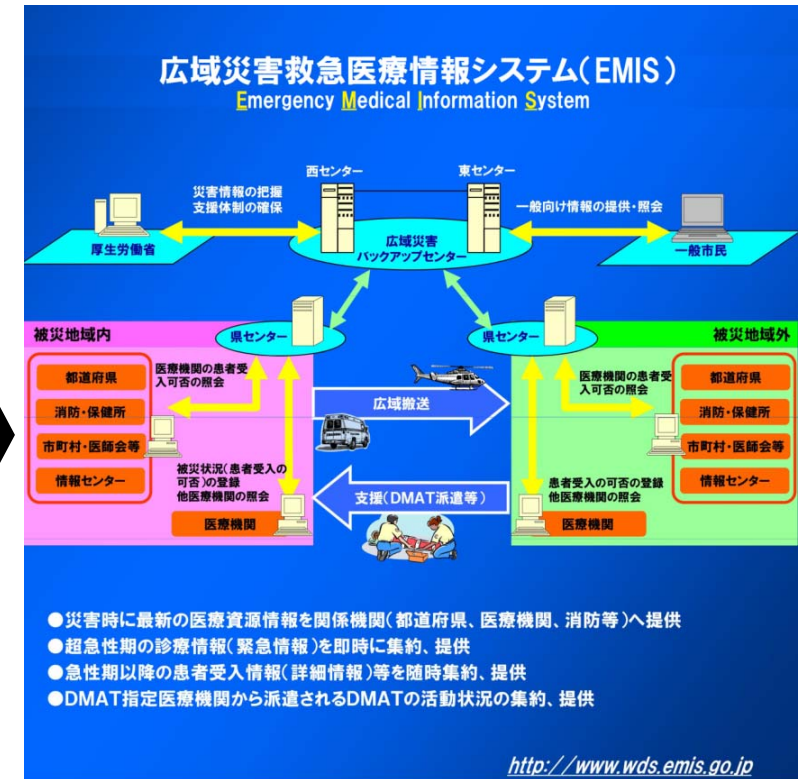 広域災害救急医療情報システム(EMIS)
Emergency Medical Information System
西センター
東センター
災害情報の把握
支援体制の確保
一般向け情報の提供・照会
厚生労働省
広域災害
バックアップセンター
一般市民
被災地域内
県センター
県センター
被災地域外
都道府県
消防・保健所
市町村・医師会等
情報センター
医療機関の患者受
入可否の照会
被災状況(患者受入の
可否)の登録
他医療機関の照会
医療機関
広域搬送
支援(DMAT派遣等)
医療機関の患者受
入可否の照会
患者受入の可否の登録
他医療機関の照会
医療機関
都道府県
消防・保健所
市町村・医師会等
情報センター
●災害時に最新の医療資源情報を関係機関(都道府県、医療機関、消防等)へ提供
●超急性期の診療情報(緊急情報)を即時に集約、提供
●急性期以降の患者受入情報(詳細情報)等を随時集約、提供
●DMAT指定医療機関から派遣されるDMATの活動状況の集約、提供
http://www.wds.emis.go.jp